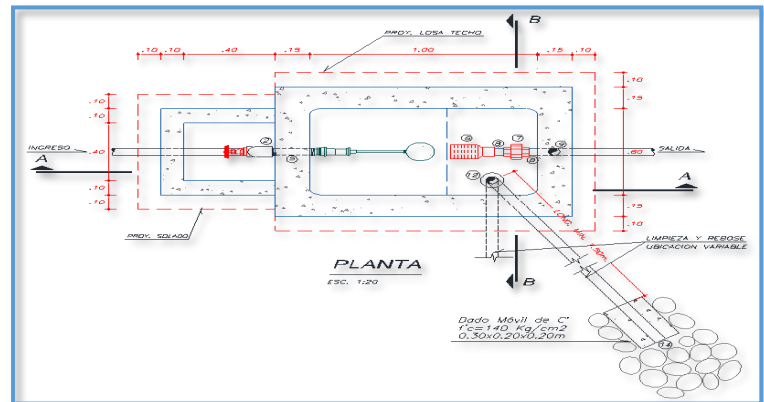 B
PROY. LOSA TECHO
.10 .10 .40 .15 1.00 .15 .10
.10
.15
.10
.10
INGRESO
A
.40
2
5
6
8
7
9
SALIDA
.60
A
.10
.10
12
.15
.10
PROY. SOLADO
LIMPIEZA Y REBOSE
UBICACION VARIABLE
PLANTA
ESC. 1:20
B
Dado Móvil de C°
f'c=140 Kg/cm2
0.30x0.20x0.20m
14